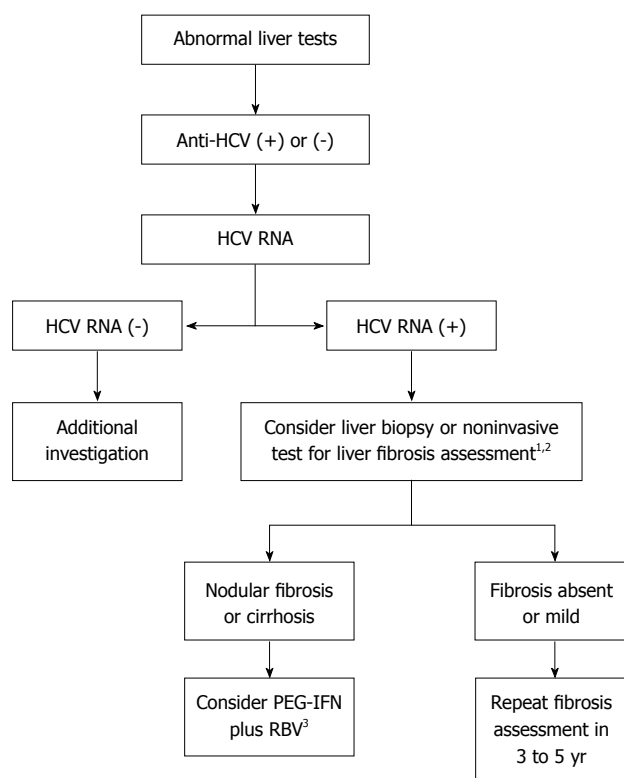 Abnormal liver tests
Anti-HCV (+) or (-)
HCV RNA
HCV RNA (-)
HCV RNA (+)
Additional
investigation
Consider liver biopsy or noninvasive
test for liver fibrosis assessment1,2
Nodular fibrosis
or cirrhosis
Fibrosis absent
or mild
Consider PEG-IFN
plus RBV3
Repeat fibrosis
assessment in
3 to 5 yr